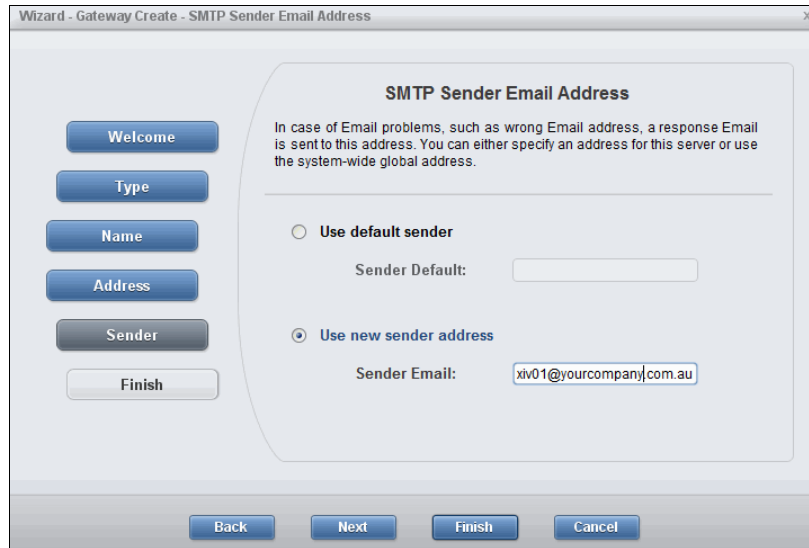 Wizard - Gateway Create - SMTP Sender Email Address x
SMTP Sender Email Address
In case of Email problems, such as wrong Email address, a response Email
is sent to this address. You can either specify an address for this server or use
the system-wide global address.
Welcome
Type
Name
Address
Sender
Finish
Use default sender
Sender Default:
Use new sender address
Sender Email: xiv01@yourcompany.com.au
Back Next Finish Cancel